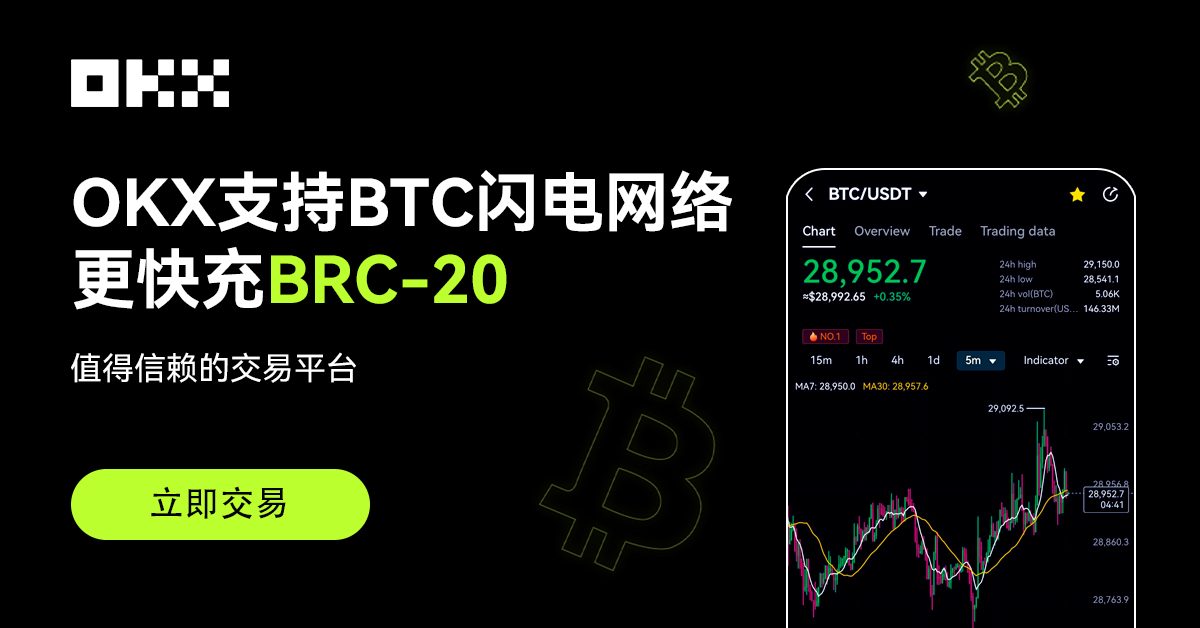 OKX
OKX支持BTC闪电网络
更快充BRC-20
值得信赖的交易平台
立即交易
BTC/USDT
Chart Overview Trade Trading data
28,952.7
≈$28,992.65 +0.35%
24h high 29,150.0
24h low 28,541.1
24h vol(BTC) 5.06K
24h turnover(US... 146.33M
NO.1 Top
15m 1h 4h 1d 5m Indicator
MA7: 28,950.0 MA30: 28,957.6
29,092.5
29,053.2
28,956.8
28,952.7
04:41
28,860.3
28,763.9